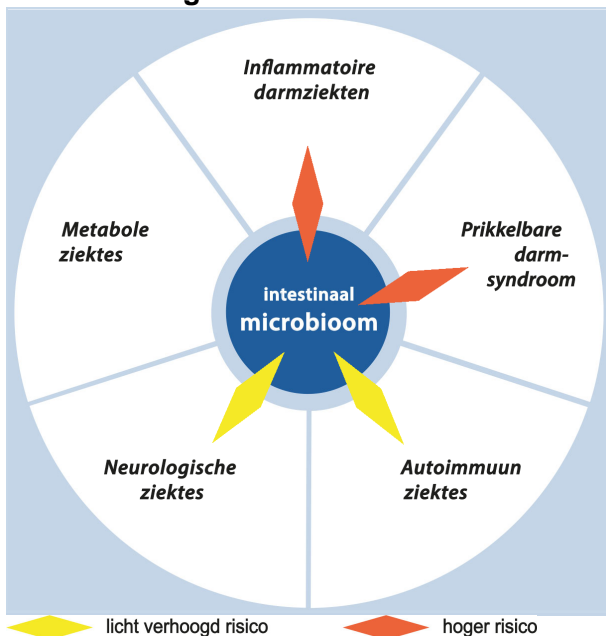 Inflammatoire
darmziekten
Metabole
ziektes
Prikkelbare
darm-
syndroom
intestinaal
microbioom
Neurologische
ziektes
Autoimmuun
ziektes
licht verhoogd risico
hoger risico